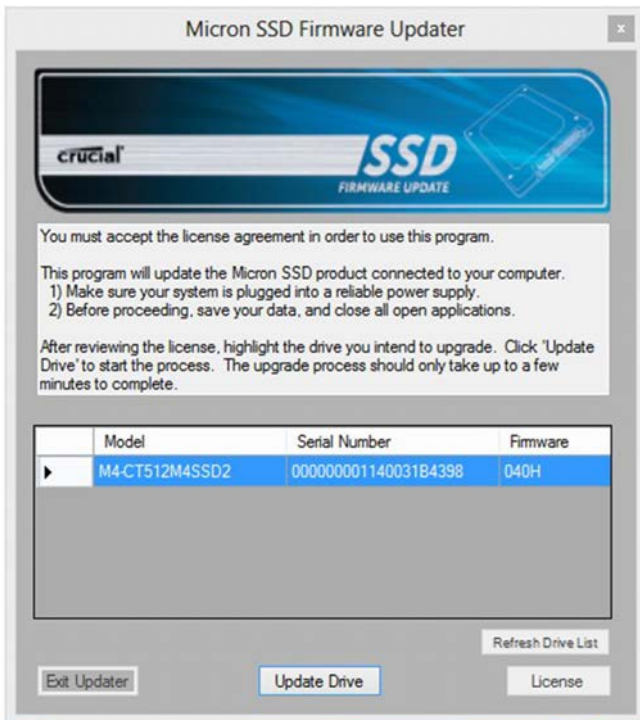 Micron SSD Firmware Updater
x
crucial
SSD
FIRMWARE UPDATE
You must accept the license agreement in order to use this program.
This program will update the Micron SSD product connected to your computer.
1) Make sure your system is plugged into a reliable power supply.
2) Before proceeding, save your data, and close all open applications.
After reviewing the license, highlight the drive you intend to upgrade. Click 'Update
Drive' to start the process. The upgrade process should only take up to a few
minutes to complete.
Model Serial Number Firmware
M4-CT512M4SSD2 000000001140031B4398 040H
Refresh Drive List
Exit Updater Update Drive License